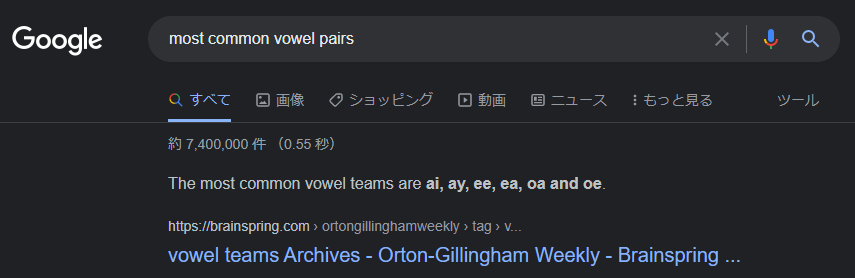 Google most common vowel pairs
すべて 画像 ショッピング 動画 ニュース もっと見る ツール
約 7,400,000 件 （0.55 秒）
The most common vowel teams are ai, ay, ee, ea, oa and oe.
https://brainspring.com › ortongillinghamweekly › tag › v...
vowel teams Archives - Orton-Gillingham Weekly - Brainspring ...